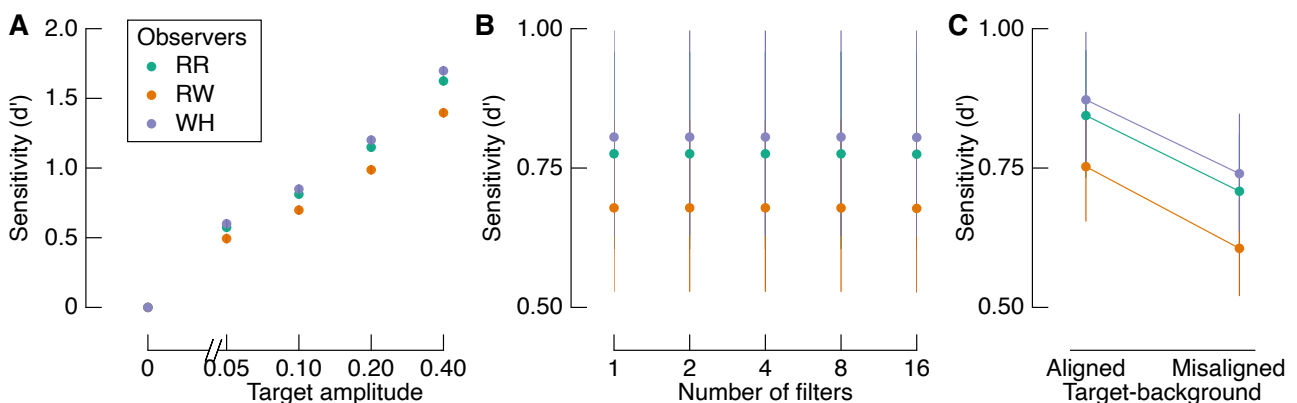 A
Sensitivity (d')
2.0
1.5
1.0
0.5
0
Observers
RR
RW
WH
0 0.05 0.10 0.20 0.40
Target amplitude
B
Sensitivity (d')
1.00
0.75
0.50
1 2 4 8 16
Number of filters
C
Sensitivity (d')
1.00
0.75
0.50
Aligned Misaligned
Target-background